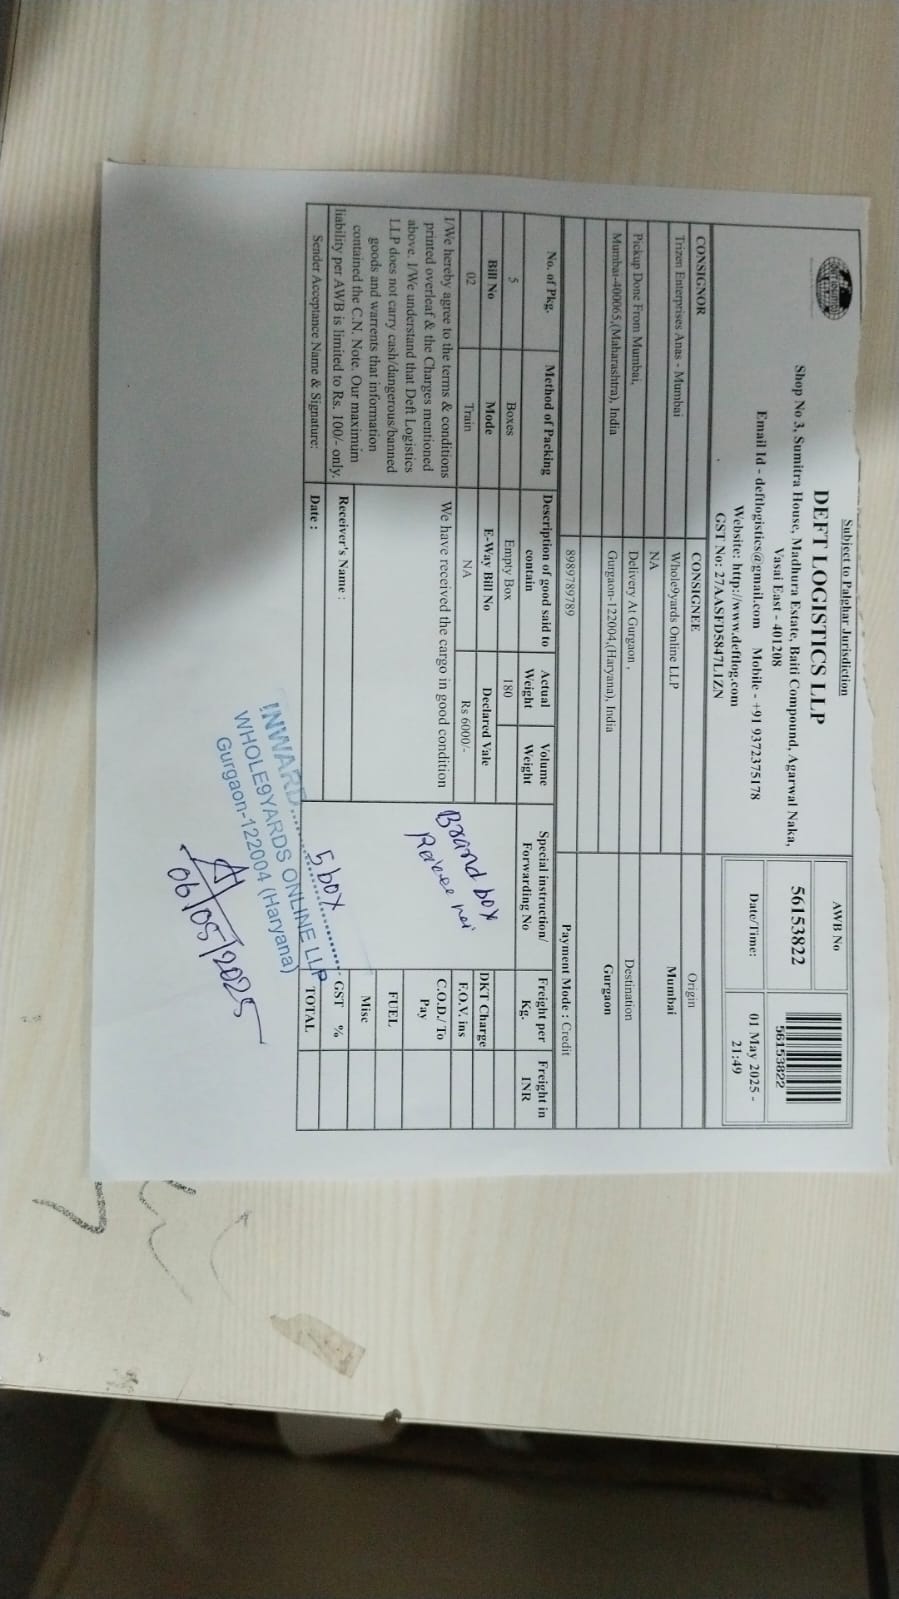 Subject to Palghar Jurisdiction
DEFT LOGISTICS LLP
Shop No 3, Sumitra House, Madhura Estate, Baiti Compound, Agarwal Naka,
Vasai East - 401208
Email Id - deftlogistics@gmail.com Mobile - +91 9372375178
Website: http://www.deftlog.com
GST No: 27AASFD5847L1ZN
AWB No
56153822
56153822
Date/Time:
01 May 2025 -
21:49
CONSIGNOR
CONSIGNEE
Origin
Trizen Enterprises Anas - Mumbai
Whole9yards Online LLP
Mumbai
NA
Pickup Done From Mumbai,
Delivery At Gurgaon ,
Destination
Mumbai-400065,(Maharashtra), India
Gurgaon-122004,(Haryana), India
Gurgaon
8989789789
Payment Mode : Credit
No. of Pkg.
Method of Packing
Description of good said to
contain
Actual
Weight
Volume
Weight
Special instruction/
Forwarding No
Freight per
Kg.
Freight in
INR
5
Boxes
Empty Box
180
Bill No
Mode
E-Way Bill No
Declared Vale
DKT Charge
02
Train
NA
Rs 6000/-
F.O.V. ins
I/We hereby agree to the terms & conditions
printed overleaf & the Charges mentioned
above. I/We understand that Deft Logistics
LLP does not carry cash/dangerous/banned
goods and warrents that information
contained the C.N. Note. Our maximum
liability per AWB is limited to Rs. 100/- only.
We have received the cargo in good condition
Brand box
C.O.D./ To
Pay
FUEL
Misc
Receiver's Name :
GST %
Sender Acceptance Name & Signature:
Date :
TOTAL
5 box
INWARD
WHOLE9YARDS ONLINE LLP
Gurgaon-122004 (Haryana)
06/05/2025